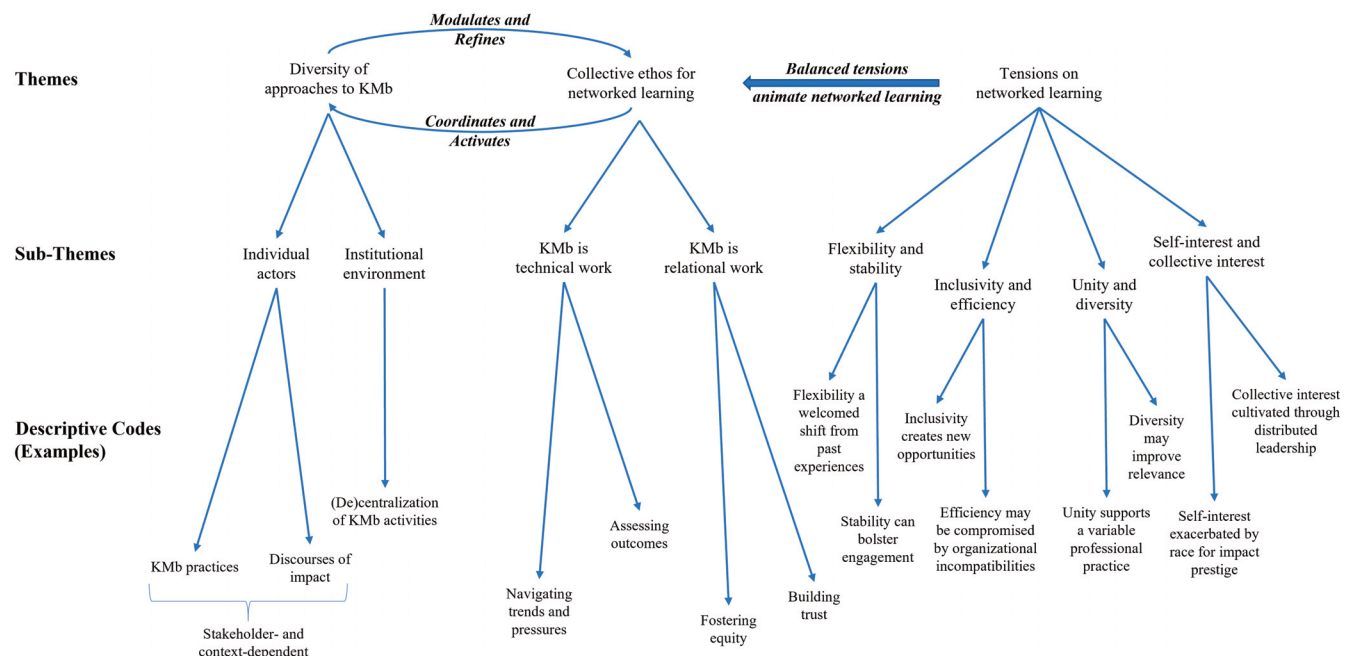 Modulates and
Refines
Themes
Diversity of
approaches to KMb
Collective ethos for
networked learning
Balanced tensions
animate networked learning
Tensions on
networked learning
Coordinates and
Activates
Sub-Themes
Individual
actors
Institutional
environment
KMb is
technical work
KMb is
relational work
Flexibility and
stability
Inclusivity and
efficiency
Unity and
diversity
Self-interest and
collective interest
Descriptive Codes
(Examples)
Flexibility a
welcomed
shift from
past
experiences
Inclusivity
creates new
opportunities
Diversity
may
improve
relevance
Collective interest
cultivated through
distributed
leadership
(De)centralization
of KMb activities
Assessing
outcomes
Stability can
bolster
engagement
Efficiency may
be compromised
by organizational
incompatibilities
Unity supports
a variable
professional
practice
Self-interest
exacerbated by
race for impact
prestige
KMb practices
Discourses of
impact
Navigating
trends and
pressures
Fostering
equity
Building
trust
Stakeholder- and
context-dependent